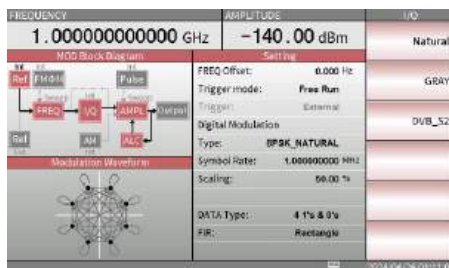 FREQUENCY AMPLITUDE I/Q
1.000000000000 GHz -140.00 dBm
MOD Block Diagram
Ref FM/ΦM Pulse
FREQ I/Q AMPL Output
Ref AM ALC
Modulation Waveform
Setting
FREQ Offset: 0.000 Hz
Trigger mode: Free Run
Trigger: External
Digital Modulation
Type: 8PSK_NATURAL
Symbol Rate: 1.000000000 MHz
Scaling: 50.00 %
DATA Type: 4 1's & 0's
FIR: Rectangle
Natural
GRAY
DVB_S2